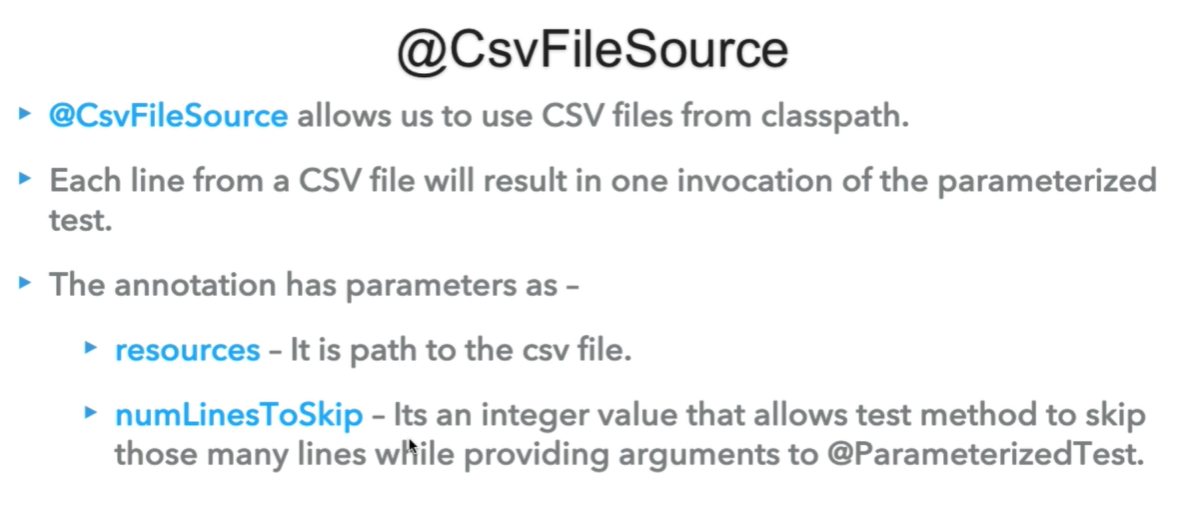 @CsvFileSource
@CsvFileSource allows us to use CSV files from classpath.
Each line from a CSV file will result in one invocation of the parameterized
test.
The annotation has parameters as –
resources – It is path to the csv file.
numLinesToSkip – Its an integer value that allows test method to skip
those many lines while providing arguments to @ParameterizedTest.